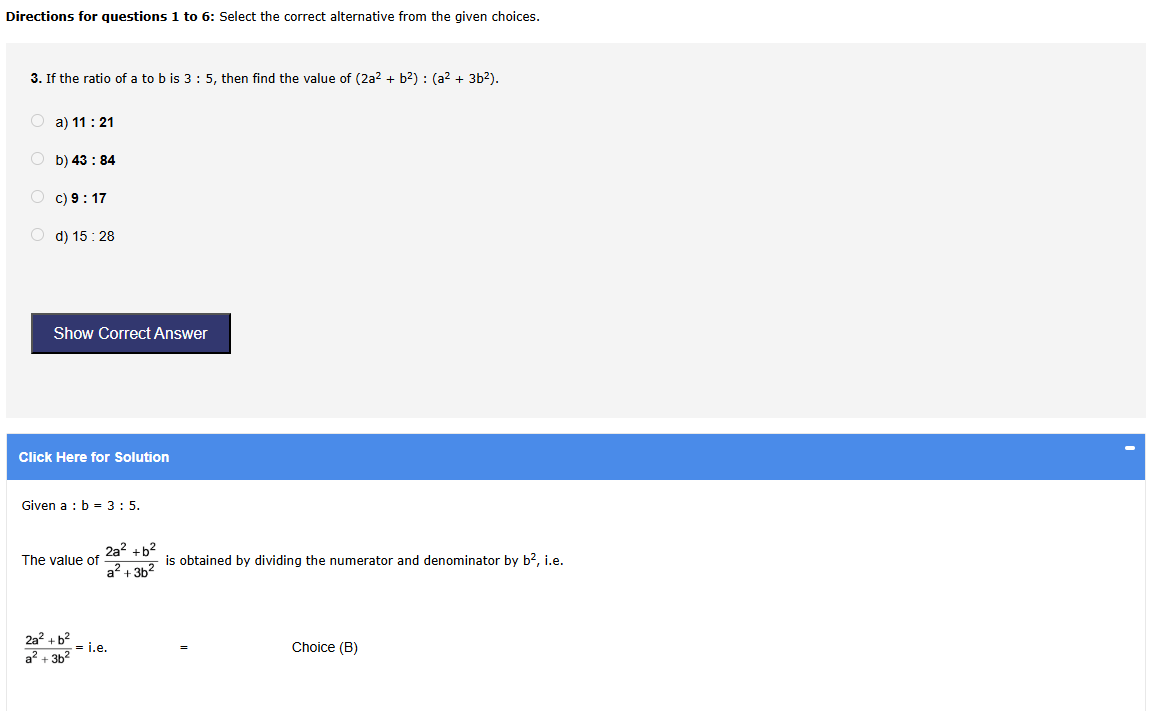 Directions for questions 1 to 6: Select the correct alternative from the given choices.
3. If the ratio of a to b is 3 : 5, then find the value of (2a² + b²) : (a² + 3b²).
a) 11 : 21
b) 43 : 84
c) 9 : 17
d) 15 : 28
Show Correct Answer
Click Here for Solution
Given a : b = 3 : 5.
The value of (2a² + b²)/(a² + 3b²) is obtained by dividing the numerator and denominator by b², i.e.
(2a² + b²)/(a² + 3b²) = i.e. = Choice (B)